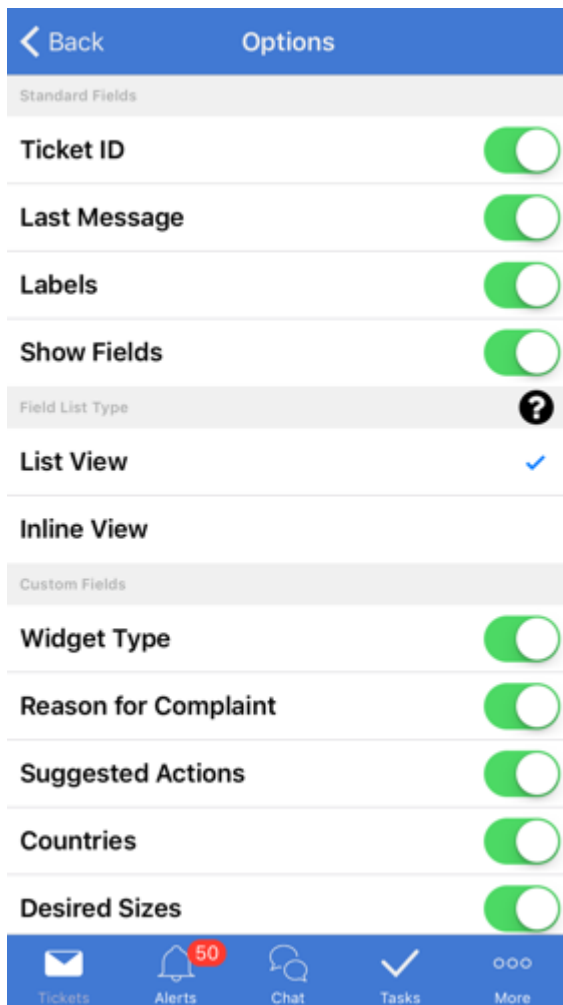 Back
Options
Standard Fields
Ticket ID
Last Message
Labels
Show Fields
Field List Type
?
List View
Inline View
Custom Fields
Widget Type
Reason for Complaint
Suggested Actions
Countries
Desired Sizes
50
Tickets Alerts Chat Tasks More